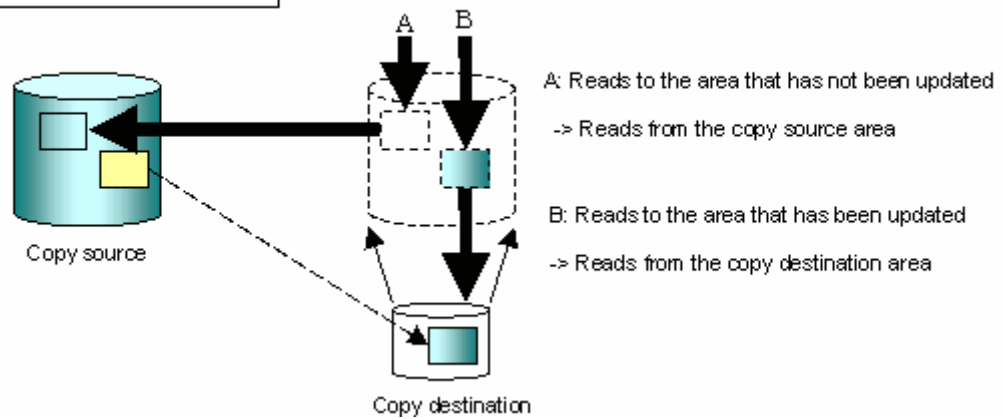 A
B
A: Reads to the area that has not been updated
-> Reads from the copy source area
B: Reads to the area that has been updated
-> Reads from the copy destination area
Copy source
Copy destination